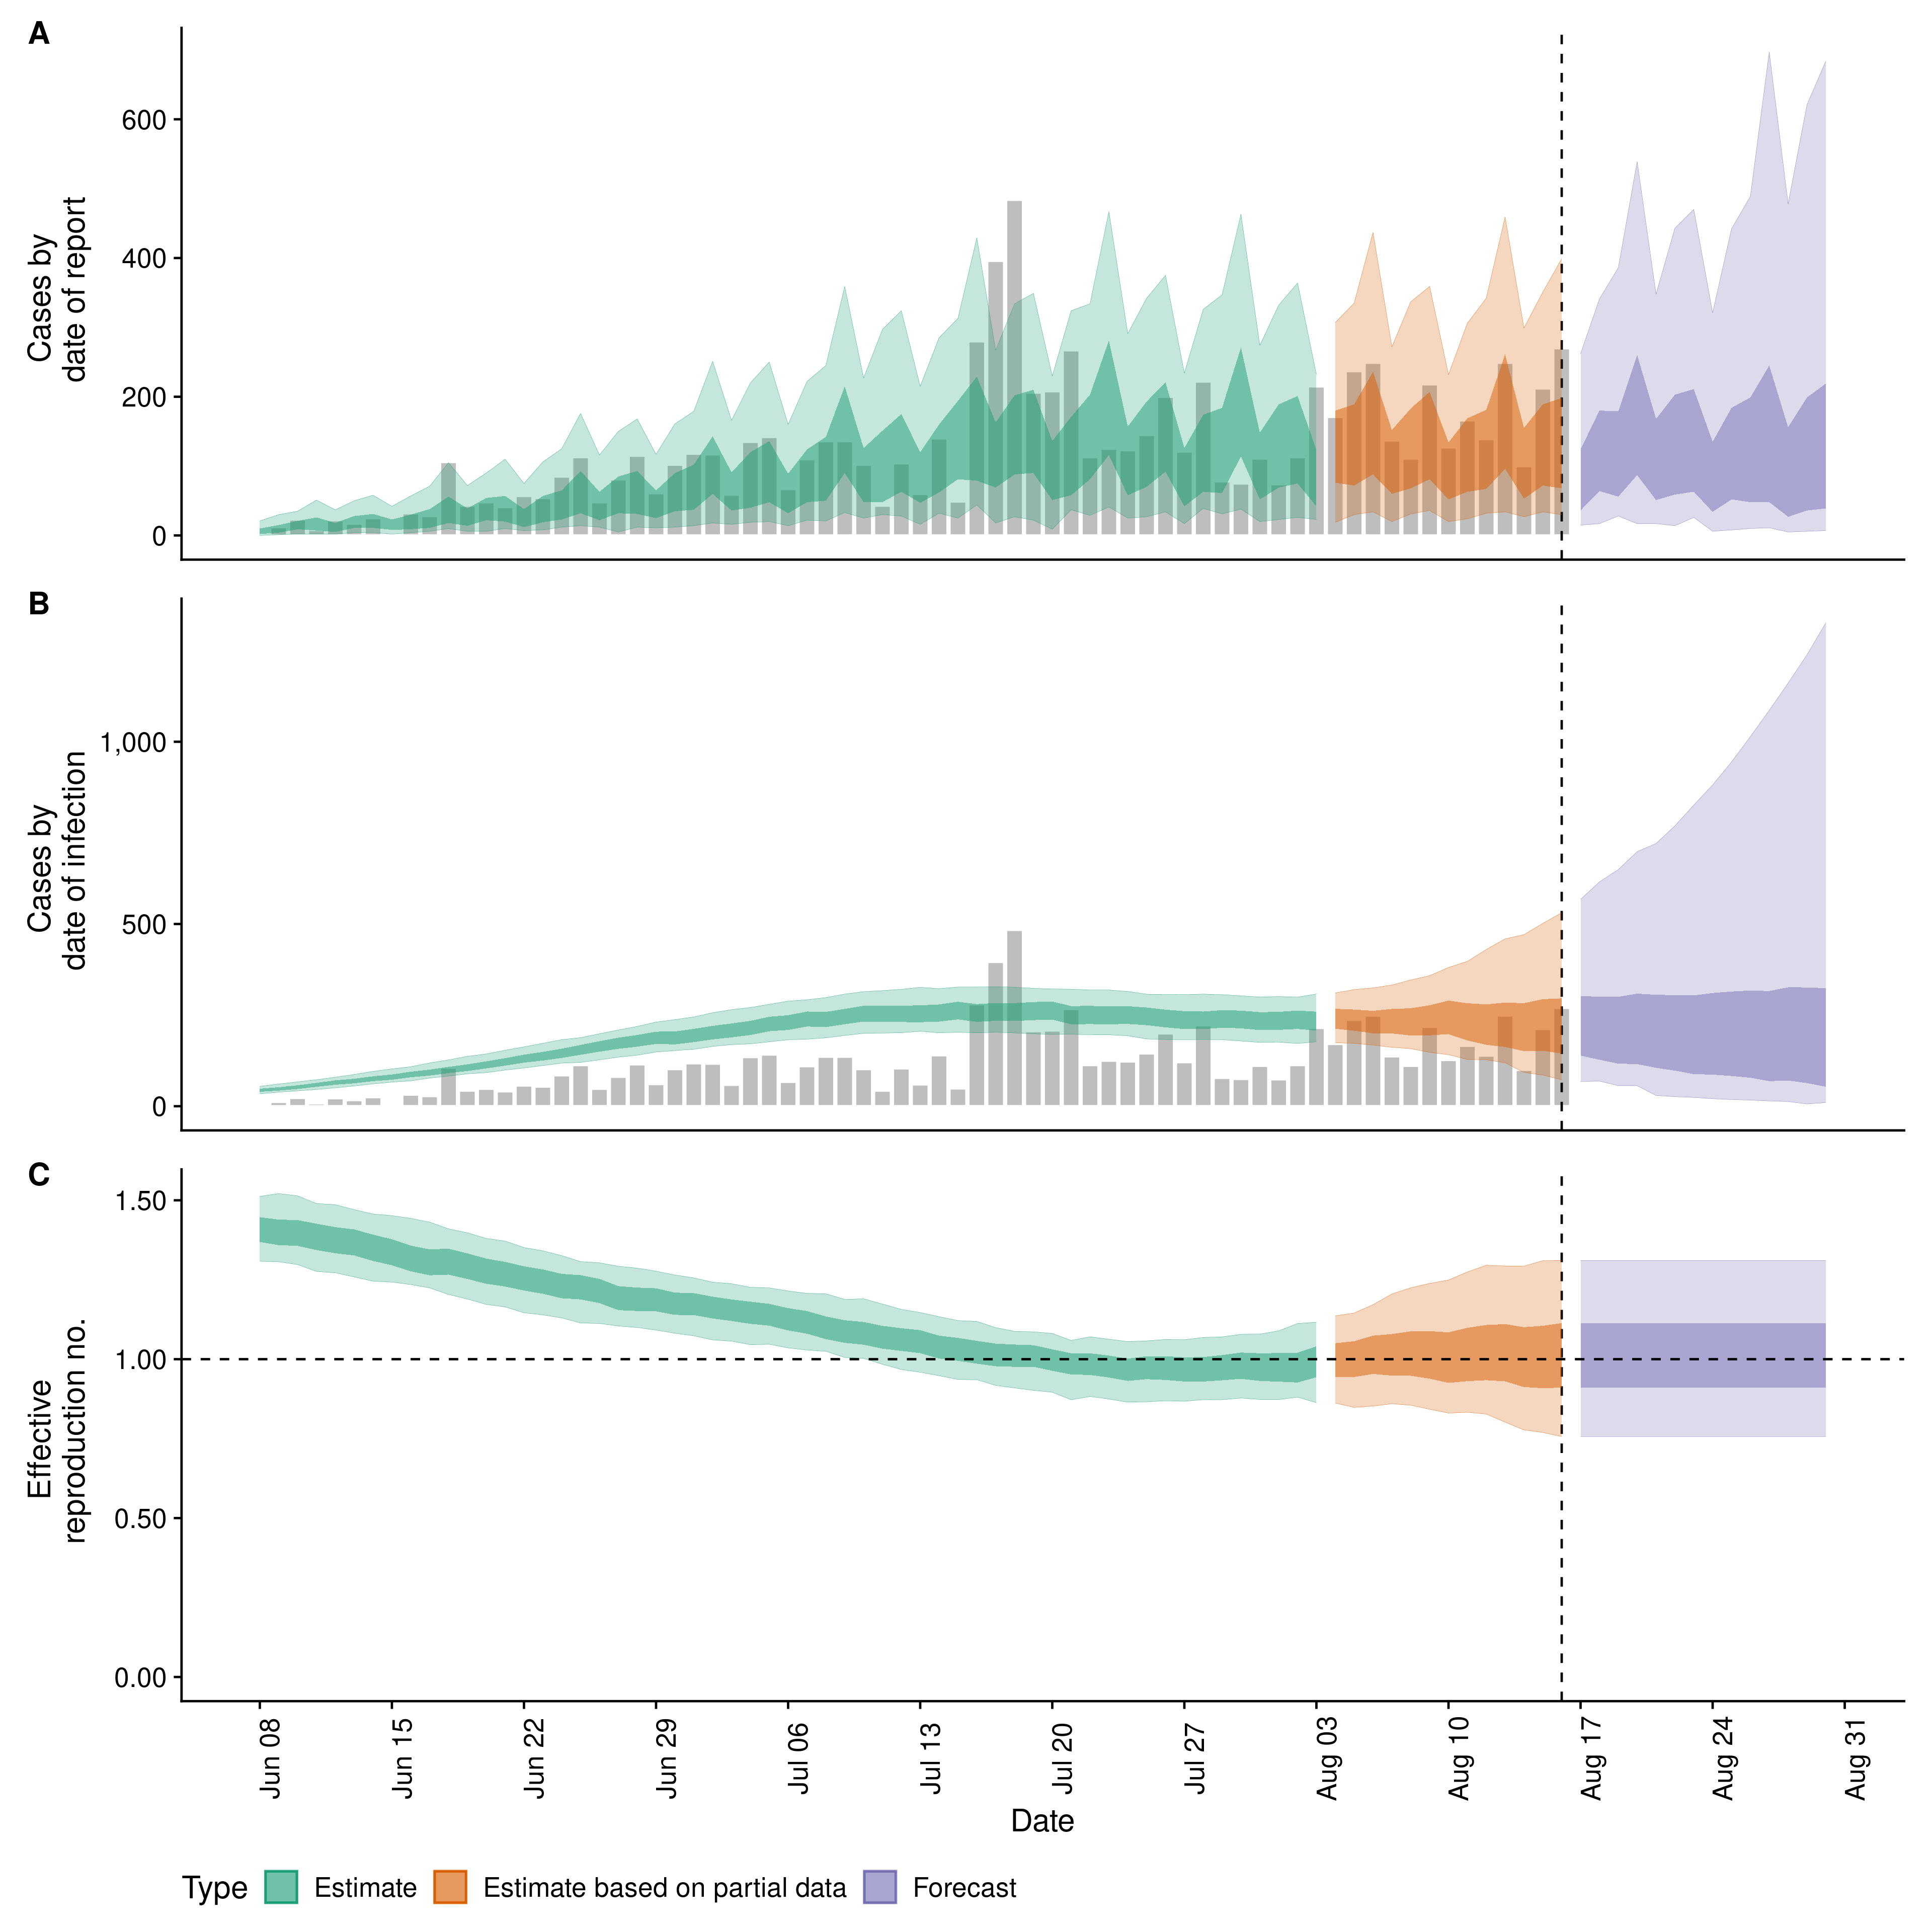 A
Cases by
date of report
600
400
200
0
B
Cases by
date of infection
1,000
500
0
C
Effective
reproduction no.
1.50
1.00
0.50
0.00
Jun 08
Jun 15
Jun 22
Jun 29
Jul 06
Jul 13
Jul 20
Jul 27
Aug 03
Aug 10
Aug 17
Aug 24
Aug 31
Date
Type
Estimate
Estimate based on partial data
Forecast